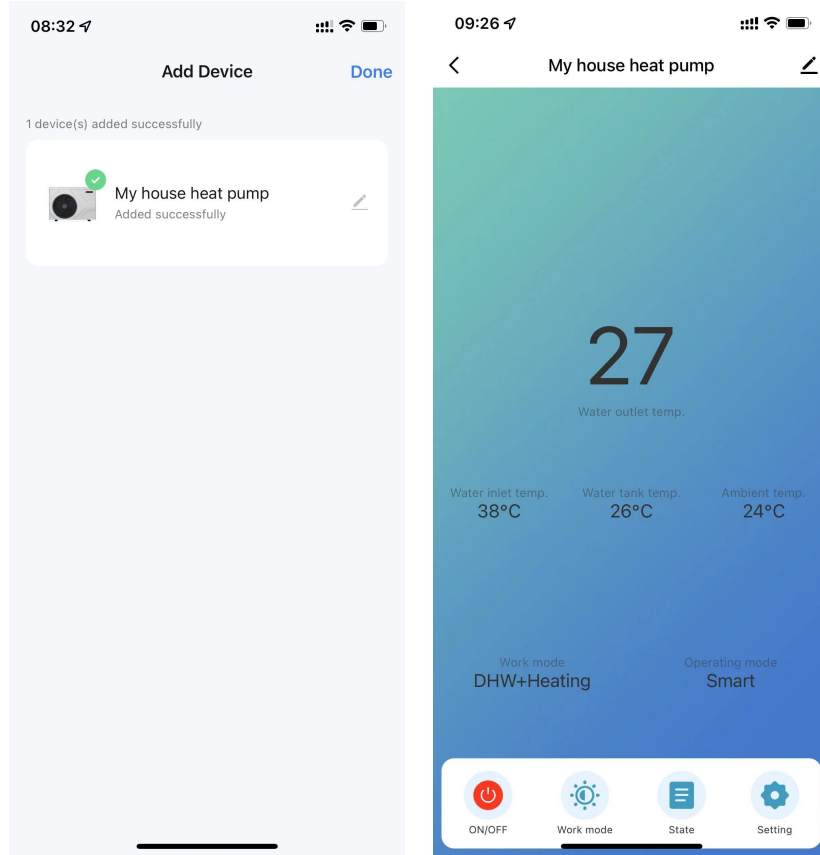 08:32
Add Device
Done
1 device(s) added successfully
My house heat pump
Added successfully
09:26
My house heat pump
27
Water outlet temp.
Water inlet temp. Water tank temp. Ambient temp.
38°C 26°C 24°C
Work mode Operating mode
DHW+Heating Smart
ON/OFF Work mode State Setting